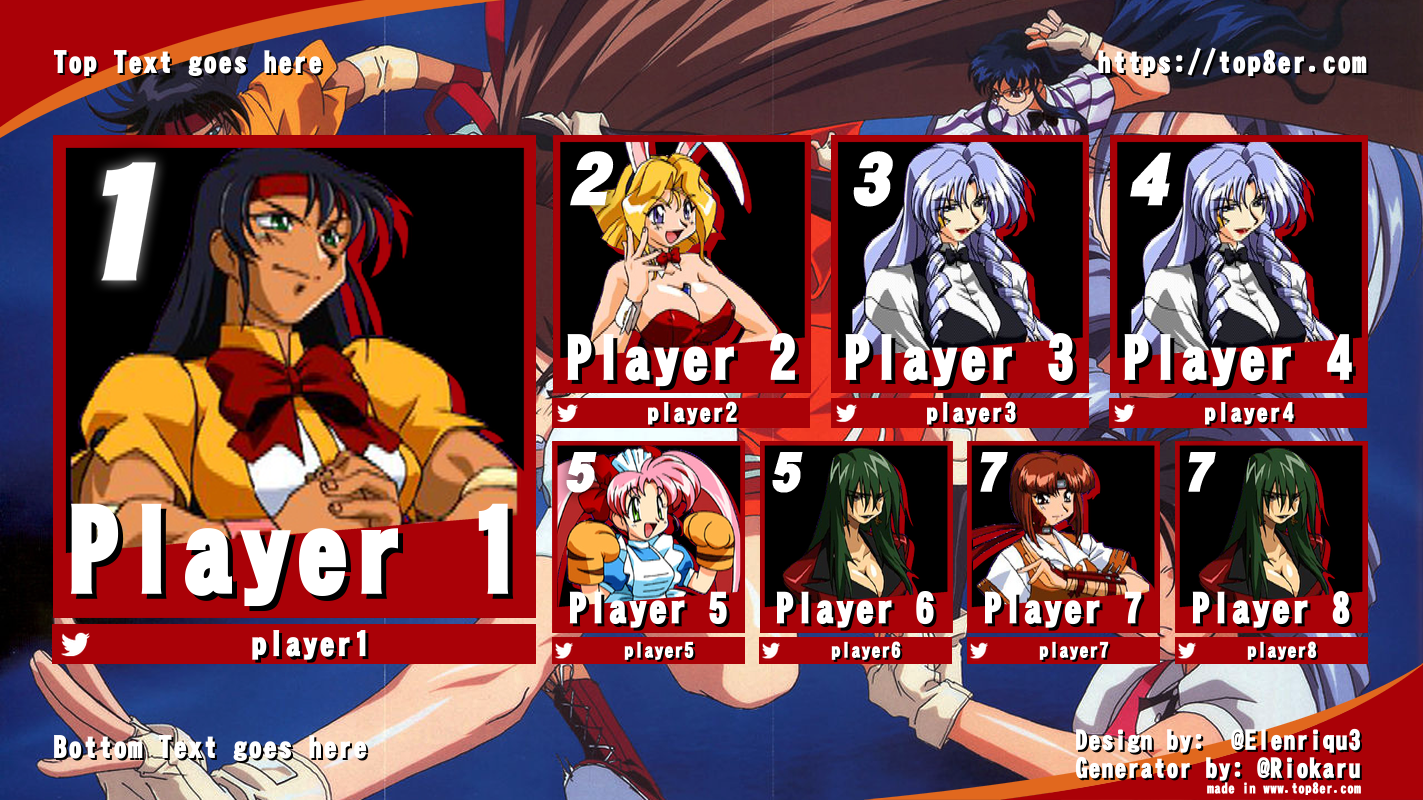 Top Text goes here
https://top8er.com
1
Player 1
player1
2
Player 2
player2
3
Player 3
player3
4
Player 4
player4
5
Player 5
player5
5
Player 6
player6
7
Player 7
player7
7
Player 8
player8
Bottom Text goes here
Design by: @Elenriqu3
Generator by: @Riokaru
made in www.top8er.com